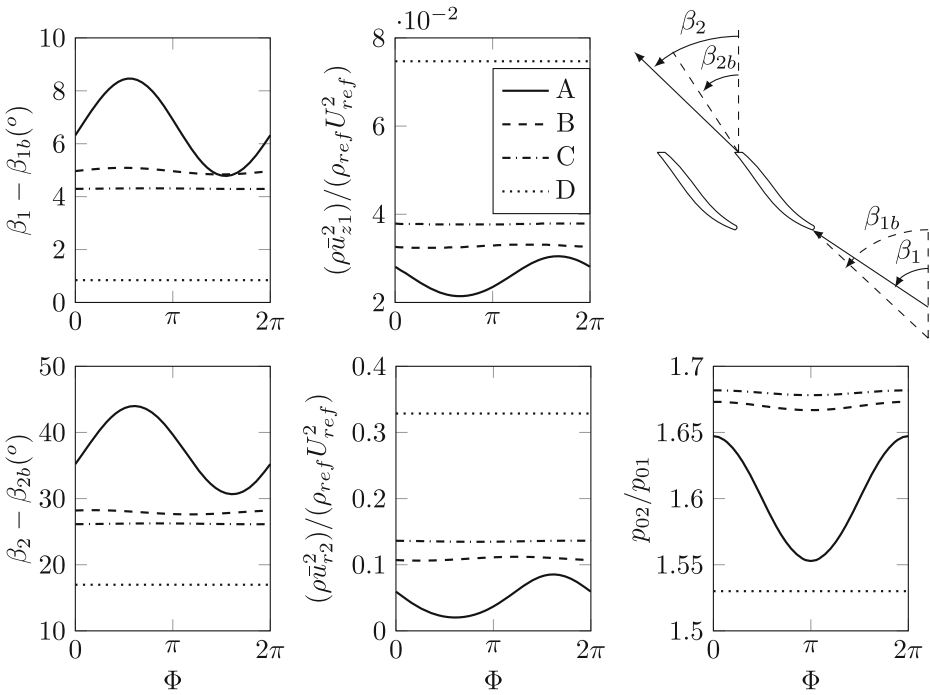 ·10⁻²
10
8
6
4
2
0
β₁ − β₁b(°)
0 π 2π
8
6
4
2
(ρū²z1)/(ρrefU²ref)
A
B
C
D
0 π 2π
β₂
β₂b
β₁b
β₁
50
40
30
20
10
β₂ − β₂b(°)
0 π 2π
Φ
0.4
0.3
0.2
0.1
0
(ρū²r2)/(ρrefU²ref)
0 π 2π
Φ
1.7
1.65
1.6
1.55
1.5
p02/p01
0 π 2π
Φ